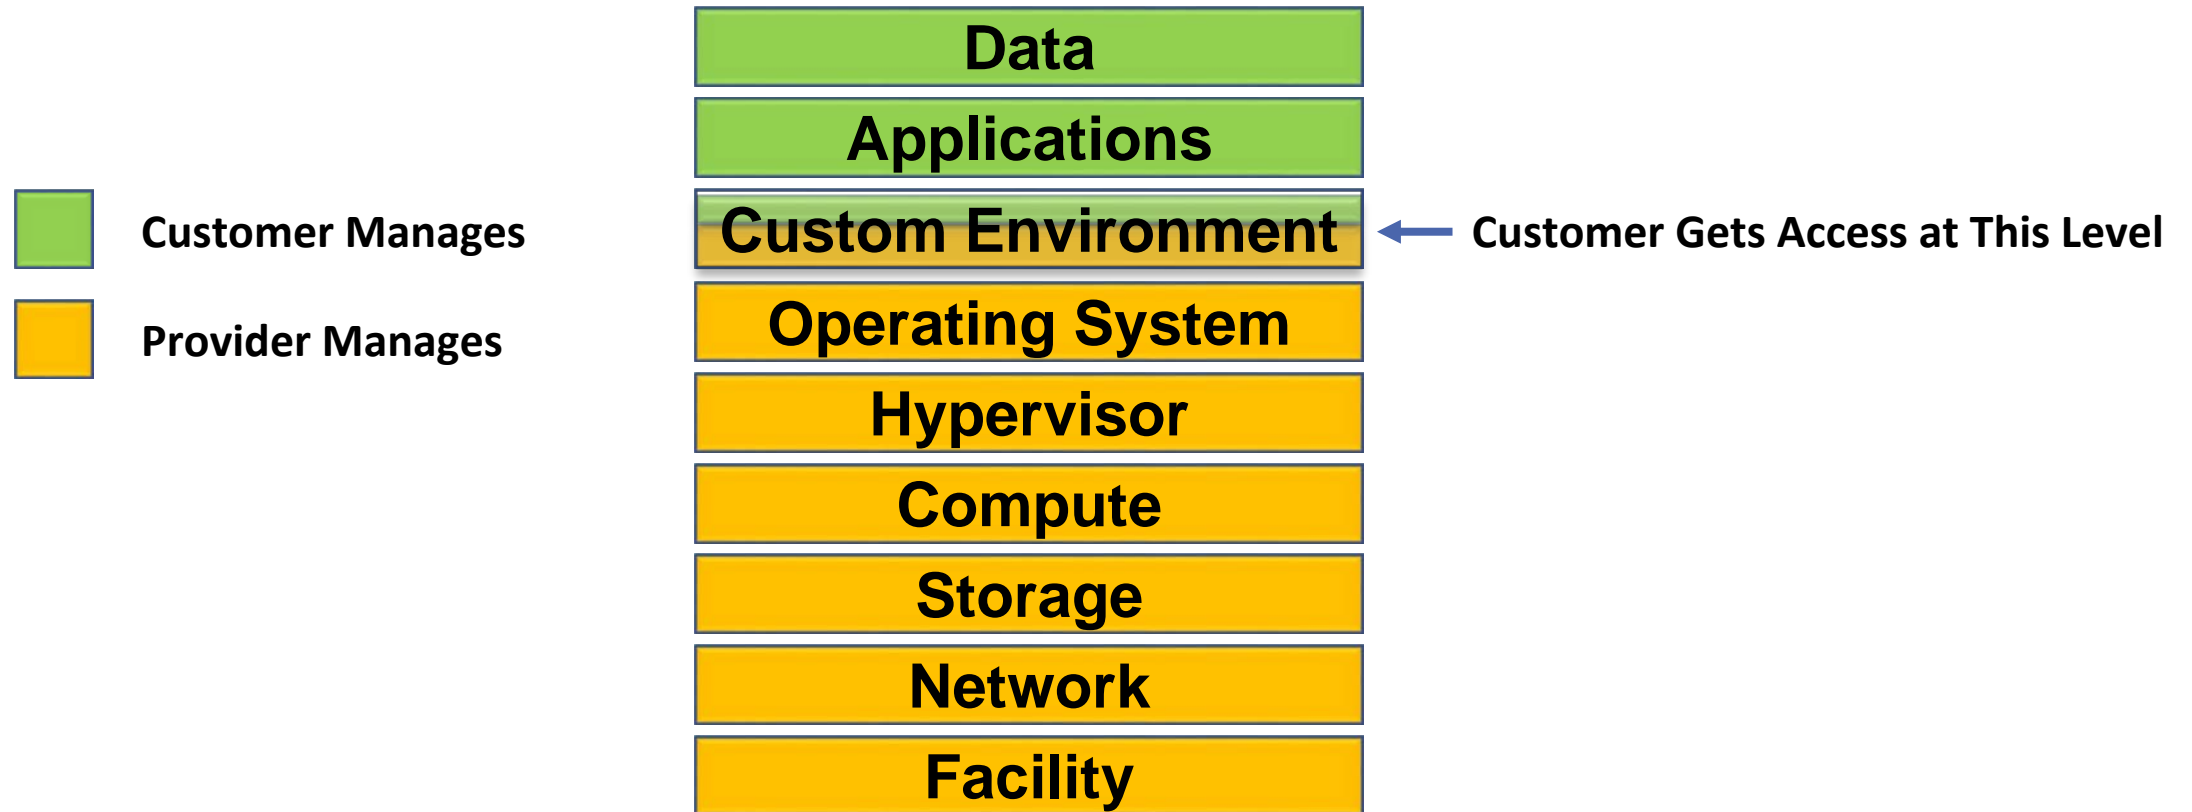 Data
Applications
Customer Manages
Custom Environment
Customer Gets Access at This Level
Provider Manages
Operating System
Hypervisor
Compute
Storage
Network
Facility